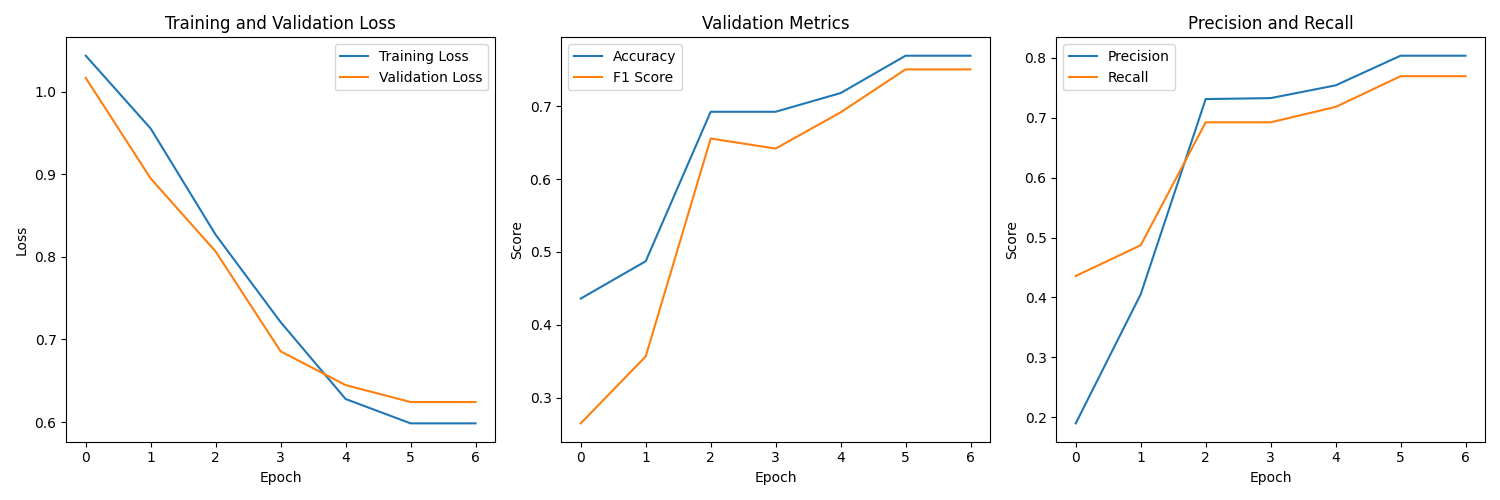 Training and Validation Loss
Training Loss
Validation Loss
1.0
0.9
0.8
0.7
0.6
Loss
0 1 2 3 4 5 6
Epoch
Validation Metrics
Accuracy
F1 Score
0.7
0.6
0.5
0.4
0.3
Score
0 1 2 3 4 5 6
Epoch
Precision and Recall
Precision
Recall
0.8
0.7
0.6
0.5
0.4
0.3
0.2
Score
0 1 2 3 4 5 6
Epoch